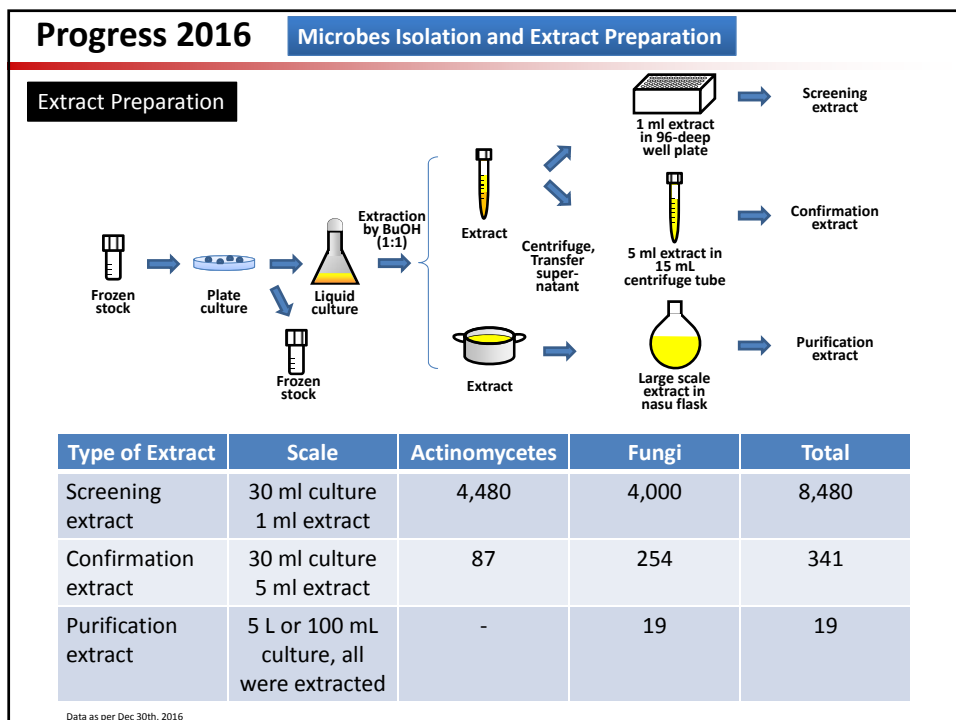 Progress 2016
Microbes Isolation and Extract Preparation
Extract Preparation
Frozen
stock
Plate
culture
Frozen
stock
Liquid
culture
Extraction
by BuOH
(1:1)
Extract
Centrifuge,
Transfer
super-
natant
1 ml extract
in 96-deep
well plate
Screening
extract
5 ml extract in
15 mL
centrifuge tube
Confirmation
extract
Extract
Large scale
extract in
nasu flask
Purification
extract
Type of Extract Scale Actinomycetes Fungi Total
Screening 30 ml culture 4,480 4,000 8,480
extract 1 ml extract
Confirmation 30 ml culture 87 254 341
extract 5 ml extract
Purification 5 L or 100 mL - 19 19
extract culture, all
were extracted
Data as per Dec 30th, 2016